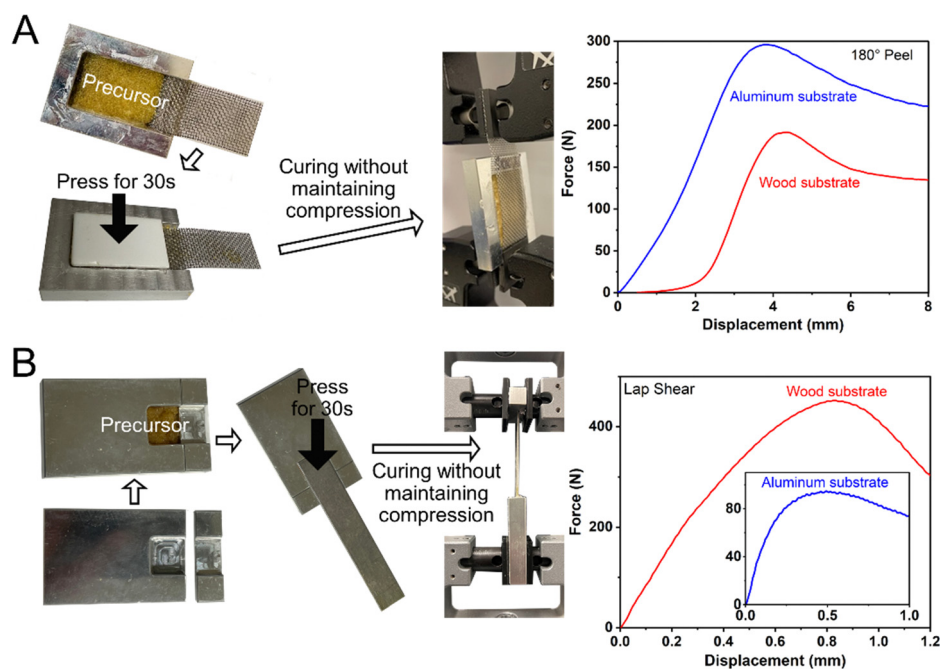 A
Precursor
Press for 30s
Curing without
maintaining
compression
180° Peel
Aluminum substrate
Wood substrate
Force (N)
300
250
200
150
100
50
0
0 2 4 6 8
Displacement (mm)
B
Precursor
Press
for 30s
Curing without
maintaining
compression
Lap Shear
Wood substrate
Aluminum substrate
Force (N)
400
200
0
80
40
0
0.0 0.5 1.0
0.0 0.2 0.4 0.6 0.8 1.0 1.2
Displacement (mm)